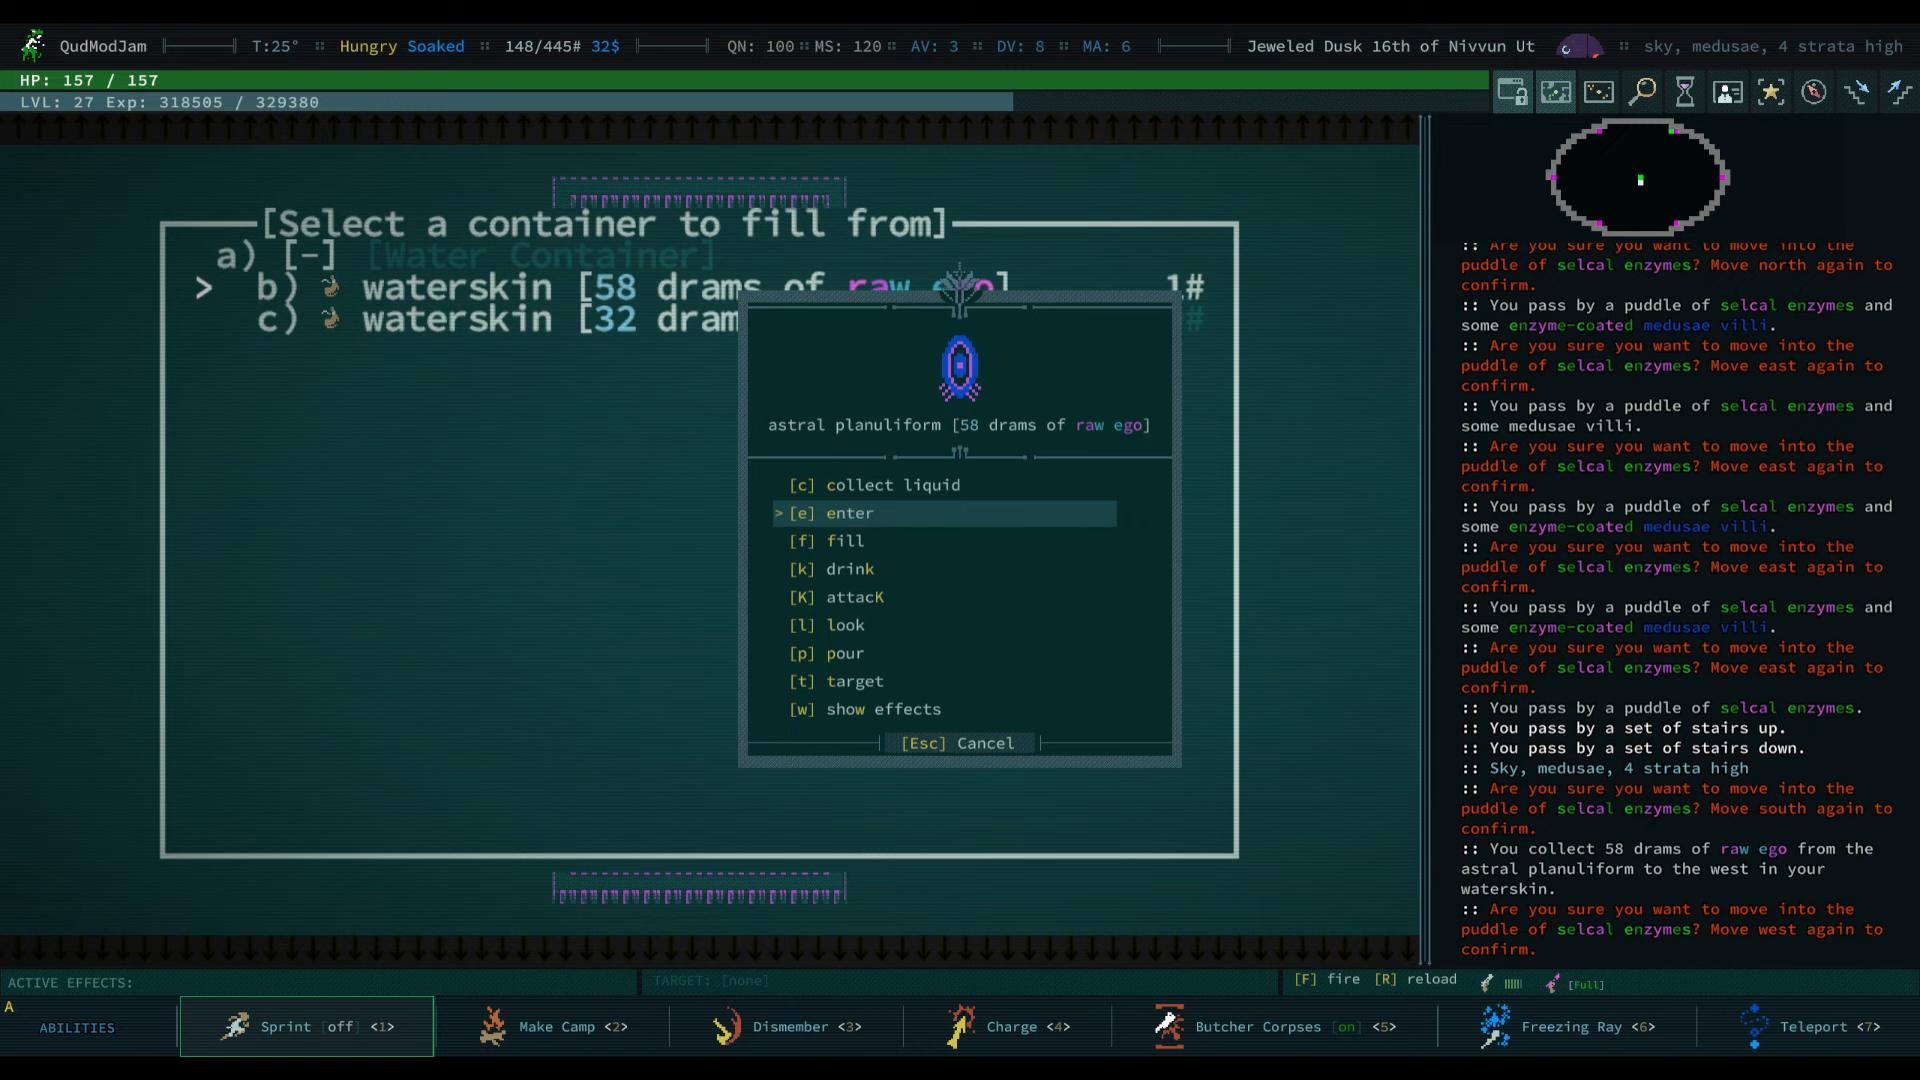 QudModJam T:25° :: Hungry Soaked :: 148/445# 32$ QN: 100 :: MS: 120 :: AV: 3 :: DV: 8 :: MA: 6 Jeweled Dusk 16th of Nivvun Ut :: sky, medusae, 4 strata high
HP: 157 / 157
LVL: 27 Exp: 318505 / 329380
[Select a container to fill from]
a) [-] [Water Container]
> b) waterskin [58 drams of raw ego] 1#
c) waterskin [32 dram #
astral planuliform [58 drams of raw ego]
[c] collect liquid
> [e] enter
[f] fill
[k] drink
[K] attacK
[l] look
[p] pour
[t] target
[w] show effects
[Esc] Cancel
:: Are you sure you want to move into the
puddle of selcal enzymes? Move north again to
confirm.
:: You pass by a puddle of selcal enzymes and
some enzyme-coated medusae villi.
:: Are you sure you want to move into the
puddle of selcal enzymes? Move east again to
confirm.
:: You pass by a puddle of selcal enzymes and
some medusae villi.
:: Are you sure you want to move into the
puddle of selcal enzymes? Move east again to
confirm.
:: You pass by a puddle of selcal enzymes and
some enzyme-coated medusae villi.
:: Are you sure you want to move into the
puddle of selcal enzymes? Move east again to
confirm.
:: You pass by a puddle of selcal enzymes and
some enzyme-coated medusae villi.
:: Are you sure you want to move into the
puddle of selcal enzymes? Move east again to
confirm.
:: You pass by a puddle of selcal enzymes.
:: You pass by a set of stairs up.
:: You pass by a set of stairs down.
:: Sky, medusae, 4 strata high
:: Are you sure you want to move into the
puddle of selcal enzymes? Move south again to
confirm.
:: You collect 58 drams of raw ego from the
astral planuliform to the west in your
waterskin.
:: Are you sure you want to move into the
puddle of selcal enzymes? Move west again to
confirm.
ACTIVE EFFECTS: TARGET: [none] [F] fire [R] reload [Full]
A
ABILITIES Sprint [off] <1> Make Camp <2> Dismember <3> Charge <4> Butcher Corpses [on] <5> Freezing Ray <6> Teleport <7>